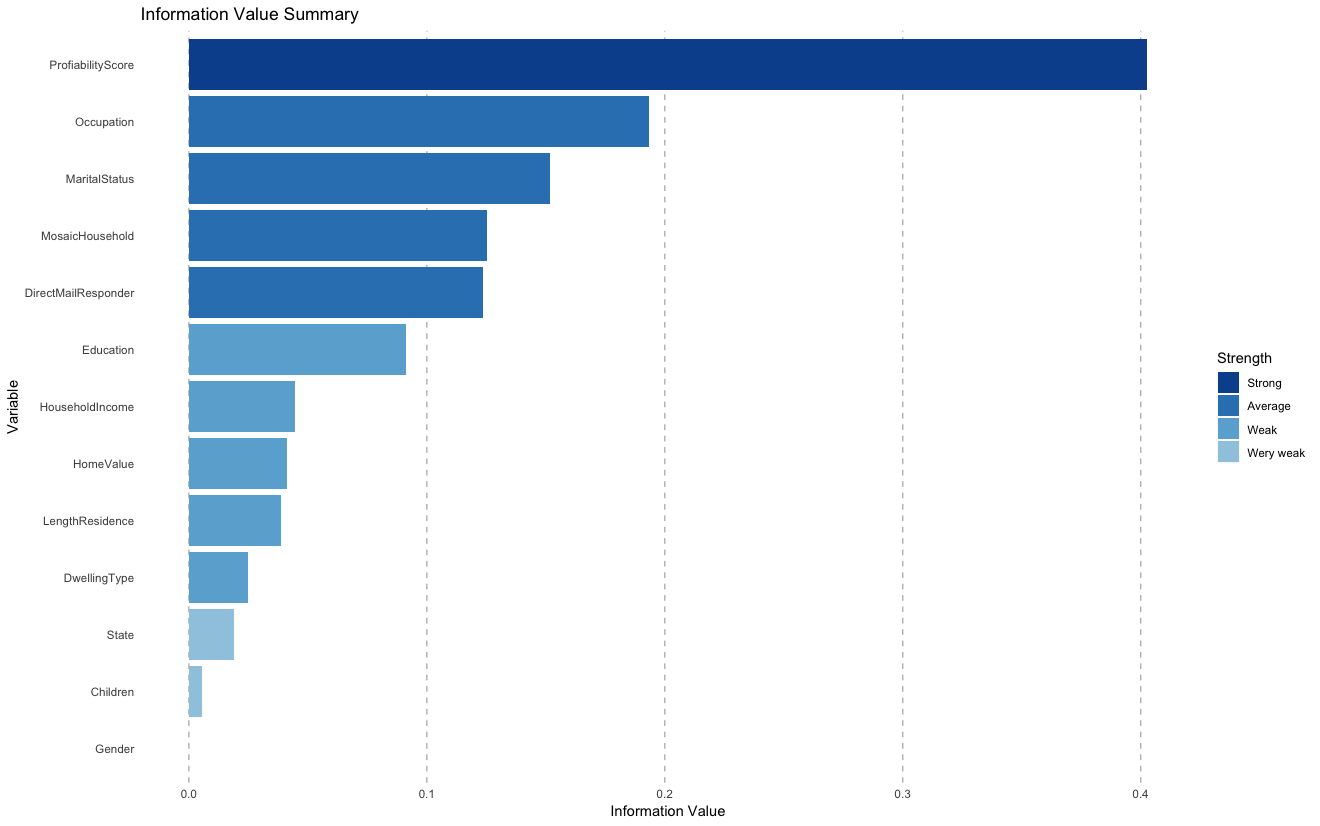 Information Value Summary
ProfiabilityScore
Occupation
MaritalStatus
MosaicHousehold
DirectMailResponder
Education
HouseholdIncome
HomeValue
LengthResidence
DwellingType
State
Children
Gender
Variable
0.0 0.1 0.2 0.3 0.4
Information Value
Strength
Strong
Average
Weak
Wery weak